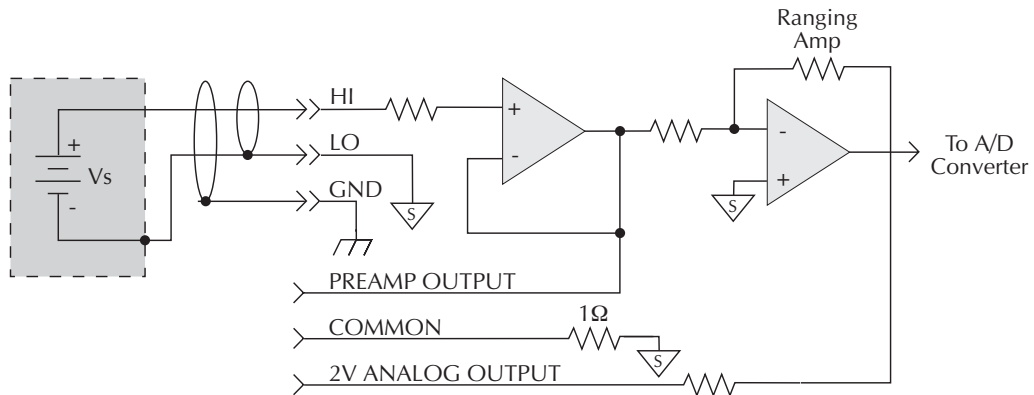 Ranging
Amp
HI
+
-
LO
+
-
Vs
-
+
GND
S
S
To A/D
Converter
PREAMP OUTPUT
1Ω
COMMON
S
2V ANALOG OUTPUT